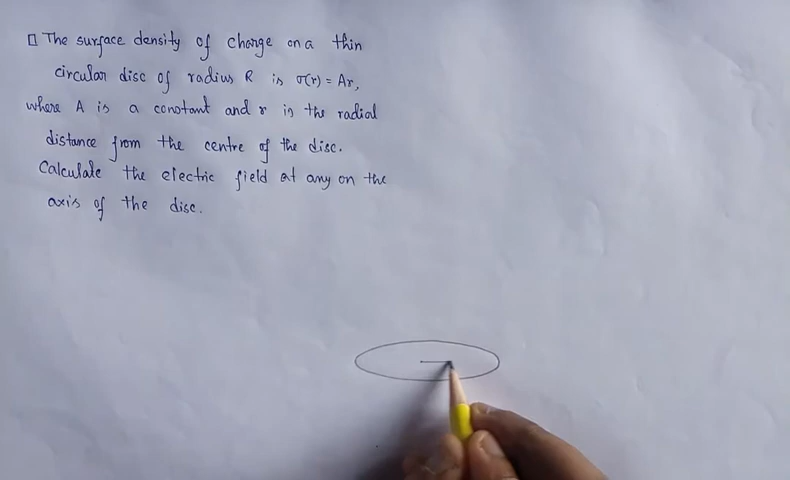 □ The surface density of charge on a thin
circular disc of radius R is σ(r) = Ar,
where A is a constant and r is the radial
distance from the centre of the disc.
Calculate the electric field at any on the
axis of the disc.